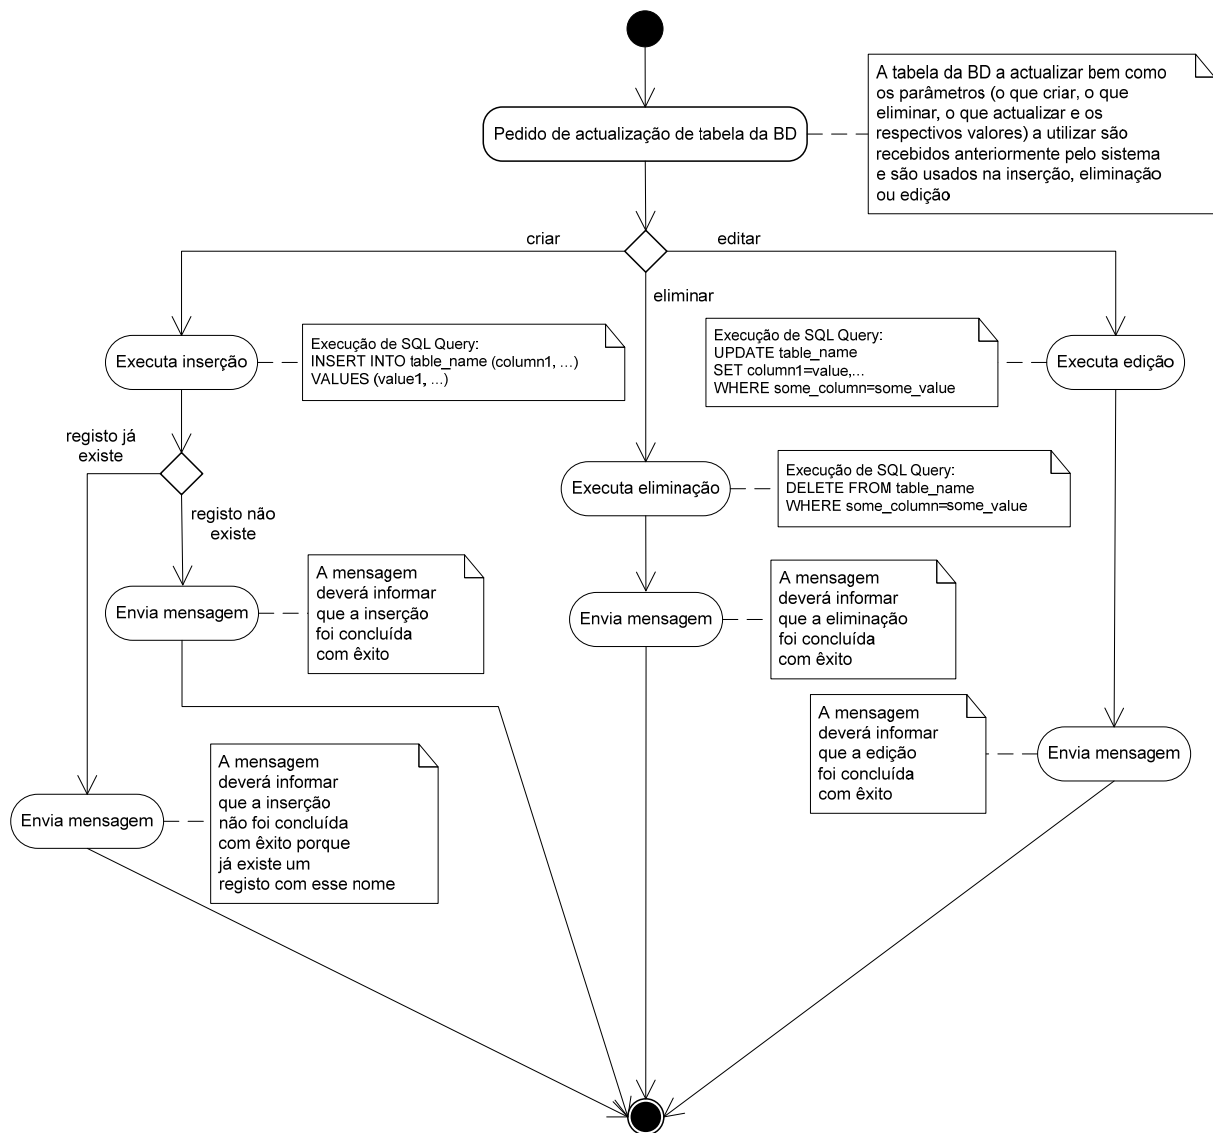 Pedido de actualização de tabela da BD
A tabela da BD a actualizar bem como
os parâmetros (o que criar, o que
eliminar, o que actualizar e os
respectivos valores) a utilizar são
recebidos anteriormente pelo sistema
e são usados na inserção, eliminação
ou edição
criar
editar
eliminar
Executa inserção
Execução de SQL Query:
INSERT INTO table_name (column1, ...)
VALUES (value1, ...)
Execução de SQL Query:
UPDATE table_name
SET column1=value,...
WHERE some_column=some_value
Executa edição
registo já
existe
registo não
existe
Executa eliminação
Execução de SQL Query:
DELETE FROM table_name
WHERE some_column=some_value
Envia mensagem
A mensagem
deverá informar
que a inserção
foi concluída
com êxito
Envia mensagem
A mensagem
deverá informar
que a eliminação
foi concluída
com êxito
A mensagem
deverá informar
que a edição
foi concluída
com êxito
Envia mensagem
Envia mensagem
A mensagem
deverá informar
que a inserção
não foi concluída
com êxito porque
já existe um
registo com esse nome